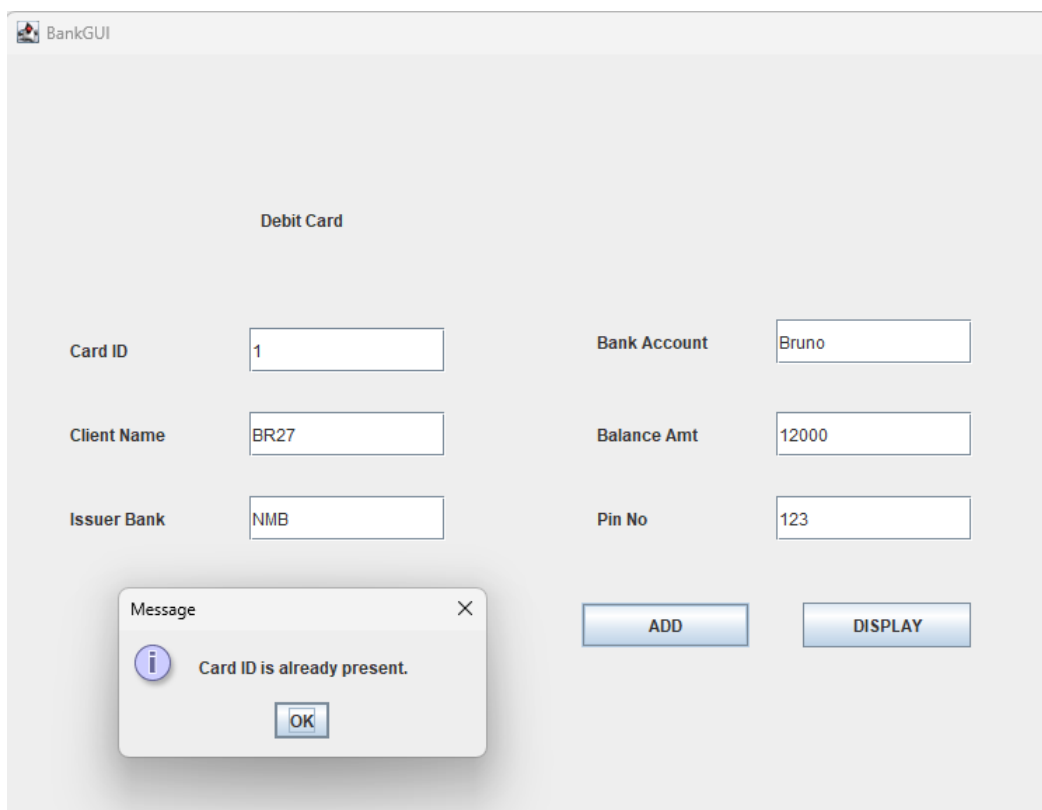 BankGUI
Debit Card
Card ID 1 Bank Account Bruno
Client Name BR27 Balance Amt 12000
Issuer Bank NMB Pin No 123
Message
ADD DISPLAY
i Card ID is already present.
OK